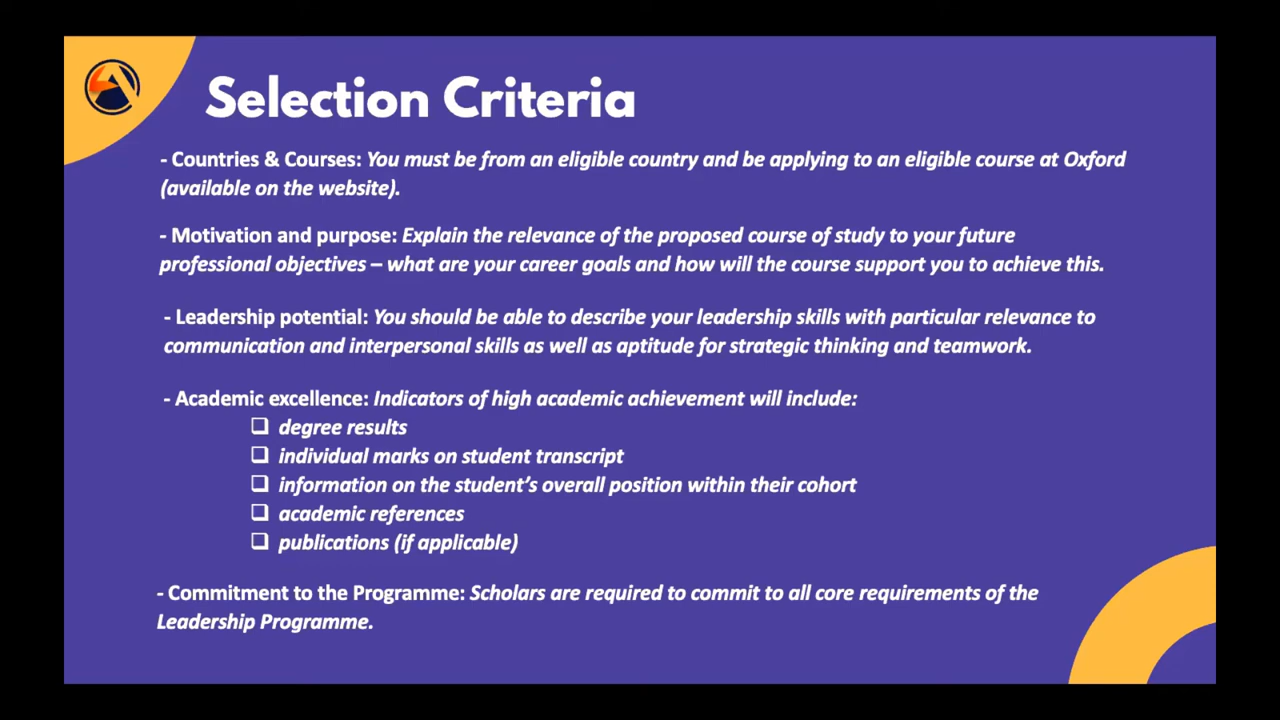 Selection Criteria
- Countries & Courses: You must be from an eligible country and be applying to an eligible course at Oxford
(available on the website).
- Motivation and purpose: Explain the relevance of the proposed course of study to your future
professional objectives – what are your career goals and how will the course support you to achieve this.
- Leadership potential: You should be able to describe your leadership skills with particular relevance to
communication and interpersonal skills as well as aptitude for strategic thinking and teamwork.
- Academic excellence: Indicators of high academic achievement will include:
❑ degree results
❑ individual marks on student transcript
❑ information on the student’s overall position within their cohort
❑ academic references
❑ publications (if applicable)
- Commitment to the Programme: Scholars are required to commit to all core requirements of the
Leadership Programme.